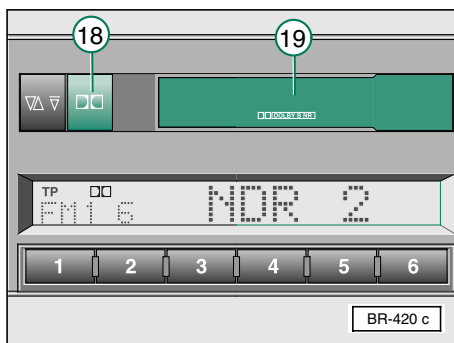 18 19
DOLBY B NR
TP
FM1 6 NDR 2
1 2 3 4 5 6
BR-420 c